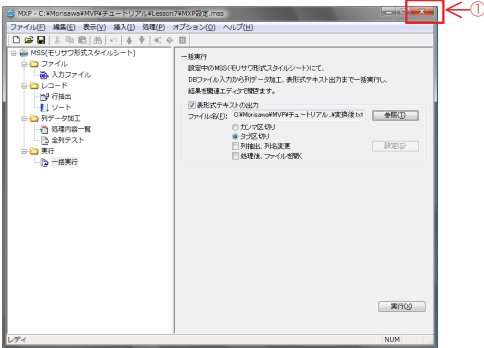 MXP - C:¥Morisawa¥MVP¥チュートリアル¥Lesson7¥MXP設定.mss
①
ファイル(F) 編集(E) 表示(V) 挿入(I) 処理(P) オプション(O) ヘルプ(H)
MSS(モリサワ形式スタイルシート)
ファイル
入力ファイル
レコード
行抽出
ソート
列データ加工
処理内容一覧
全列テスト
実行
一括実行
一括実行
設定中のMSS(モリサワ形式スタイルシート)にて、
DBファイル入力から列データ加工、表形式テキスト出力まで一括実行し、
結果を関連エディタで開きます。
表形式テキストの出力
ファイル名(F): C:¥Morisawa¥MVP¥チュートリアル...¥変換後.txt 参照(T)
カンマ区切り
タブ区切り
列抽出、列名変更 設定(S)
処理後、ファイルを開く
実行(X)
レディ NUM